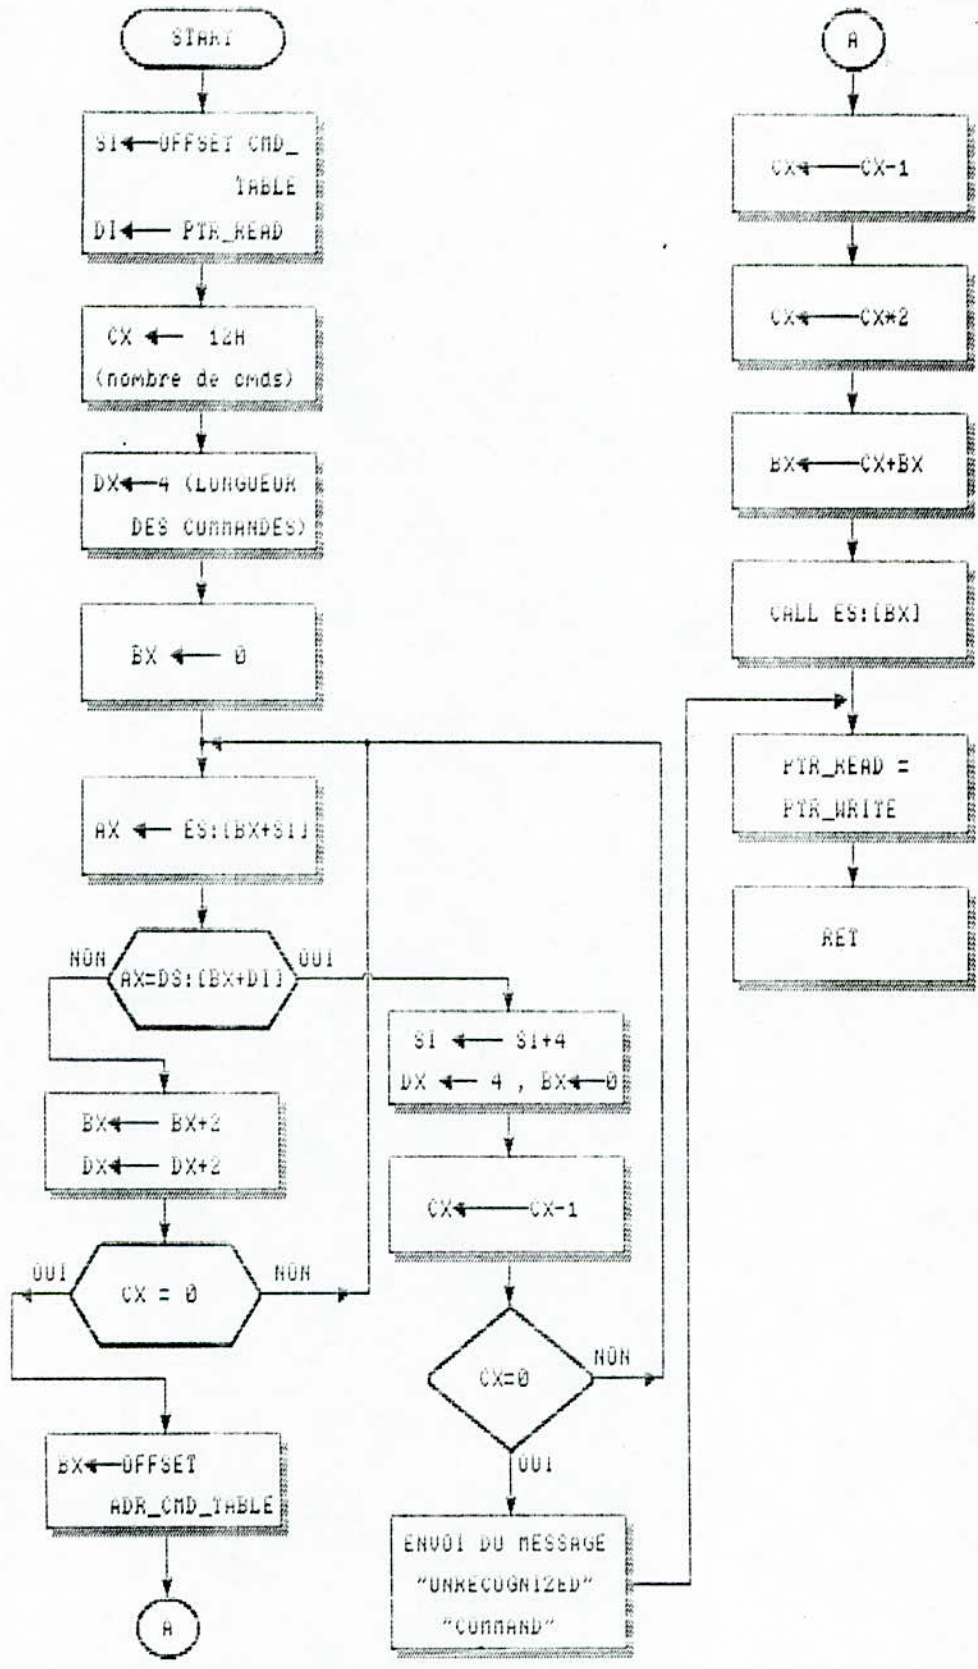 START
SI←OFFSET CMD_
TABLE
DI← PTR_READ
CX ← 12H
(nombre de cmds)
DX←4 (LONGUEUR
DES COMMANDES)
BX ← 0
AX ← ES:[BX+SI]
AX=DS:[BX+DI]
NON
OUI
BX← BX+2
DX← DX+2
CX = 0
OUI
NON
BX←OFFSET
ADR_CMD_TABLE
A
SI ← SI+4
DX ← 4 , BX←0
CX←CX-1
CX=0
NON
OUI
ENVOI DU MESSAGE
"UNRECOGNIZED"
"COMMAND"
A
CX←CX-1
CX←CX*2
BX←CX+BX
CALL ES:[BX]
PTR_READ =
PTR_WRITE
RET